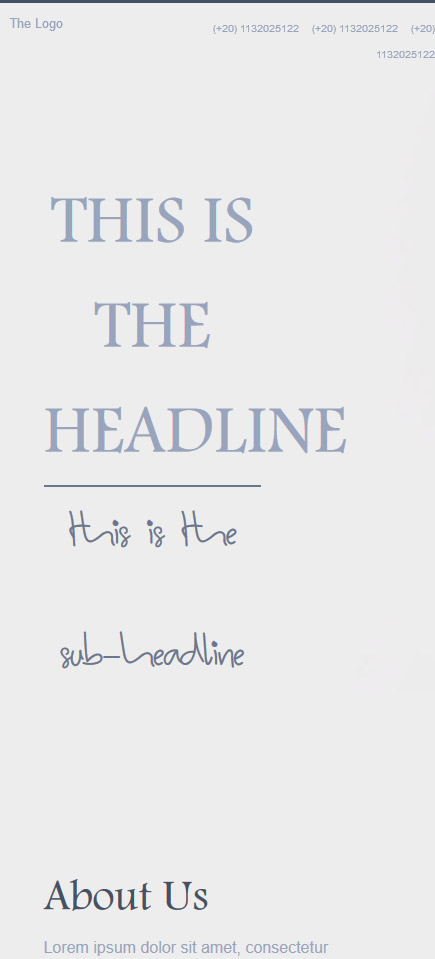 The Logo
(+20) 1132025122 (+20) 1132025122 (+20)
1132025122
THIS IS
THE
HEADLINE
this is the
sub-headline
About Us
Lorem ipsum dolor sit amet, consectetur